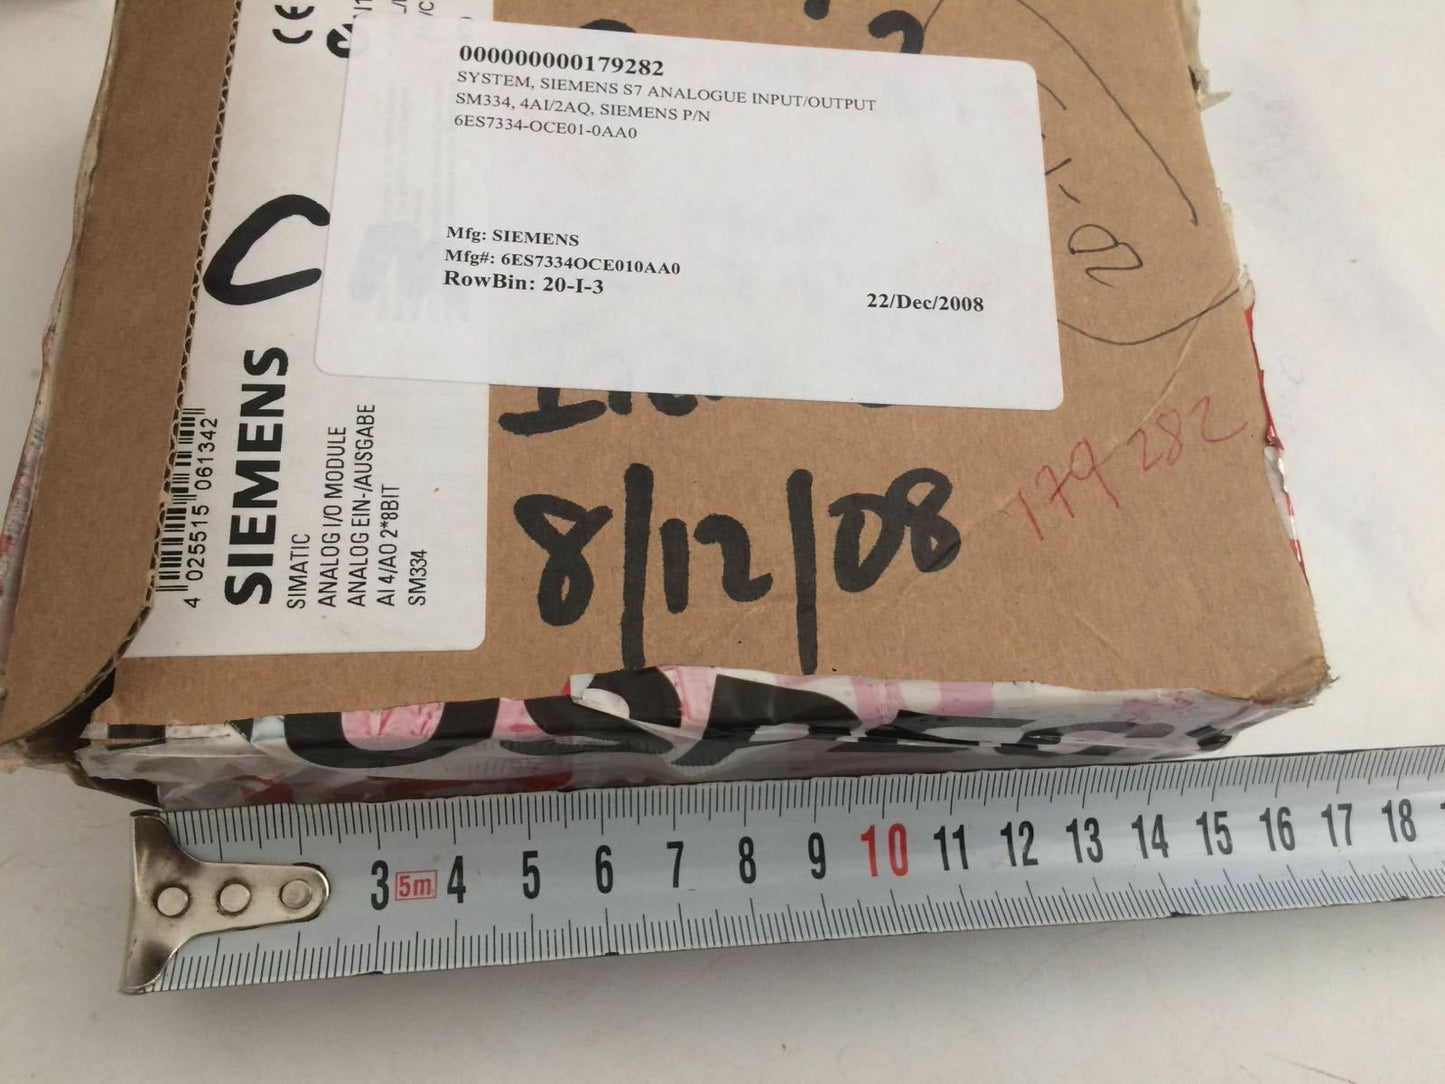 000000000179282
SYSTEM, SIEMENS S7 ANALOGUE INPUT/OUTPUT
SM334, 4AI/2AQ, SIEMENS P/N
6ES7334-OCE01-0AA0
Mfg: SIEMENS
Mfg#: 6ES7334OCE010AA0
RowBin: 20-I-3
22/Dec/2008
CE
C
SIEMENS
4 025515 061342
SIMATIC
ANALOG I/O MODULE
ANALOG EIN-/AUSGABE
AI 4/AO 2*8BIT
SM334
8/12/08
179282
3 5m 4 5 6 7 8 9 10 11 12 13 14 15 16 17 18